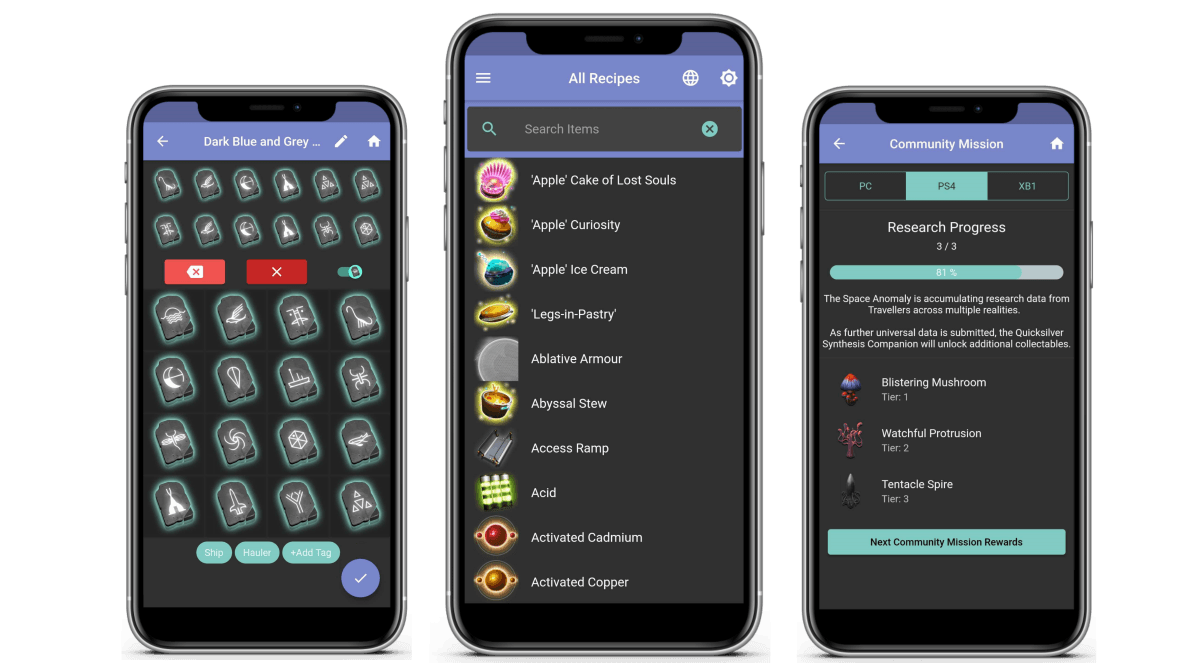 Dark Blue and Grey ...
Ship
Hauler
+Add Tag
All Recipes
Search Items
'Apple' Cake of Lost Souls
'Apple' Curiosity
'Apple' Ice Cream
'Legs-in-Pastry'
Ablative Armour
Abyssal Stew
Access Ramp
Acid
Activated Cadmium
Activated Copper
Community Mission
PC
PS4
XB1
Research Progress
3 / 3
81 %
The Space Anomaly is accumulating research data from
Travellers across multiple realities.
As further universal data is submitted, the Quicksilver
Synthesis Companion will unlock additional collectables.
Blistering Mushroom
Tier: 1
Watchful Protrusion
Tier: 2
Tentacle Spire
Tier: 3
Next Community Mission Rewards